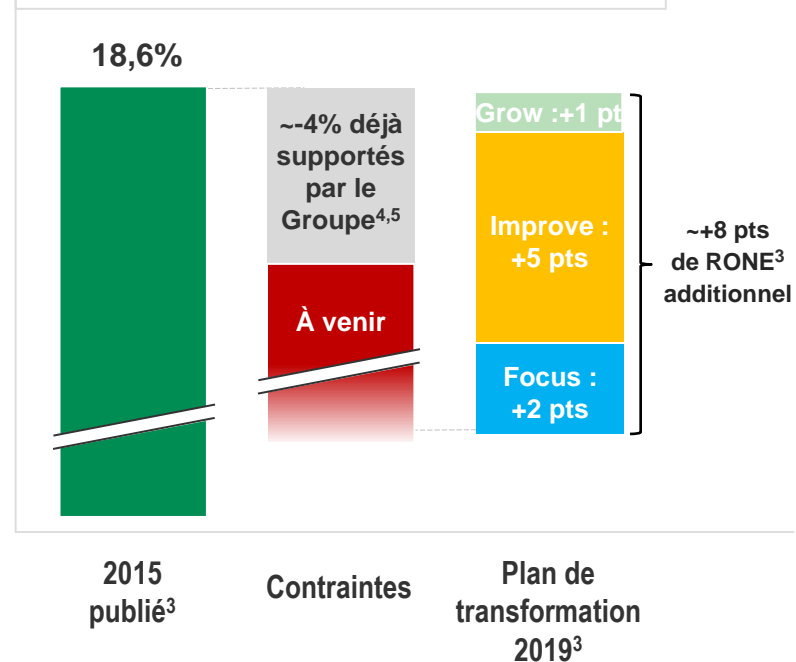 18,6%
~-4% déjà
supportés
par le
Groupe4,5
À venir
Grow :+1 pt
Improve :
+5 pts
Focus :
+2 pts
~+8 pts
de RONE3
additionnel
2015
publié3
Contraintes
Plan de
transformation
20193